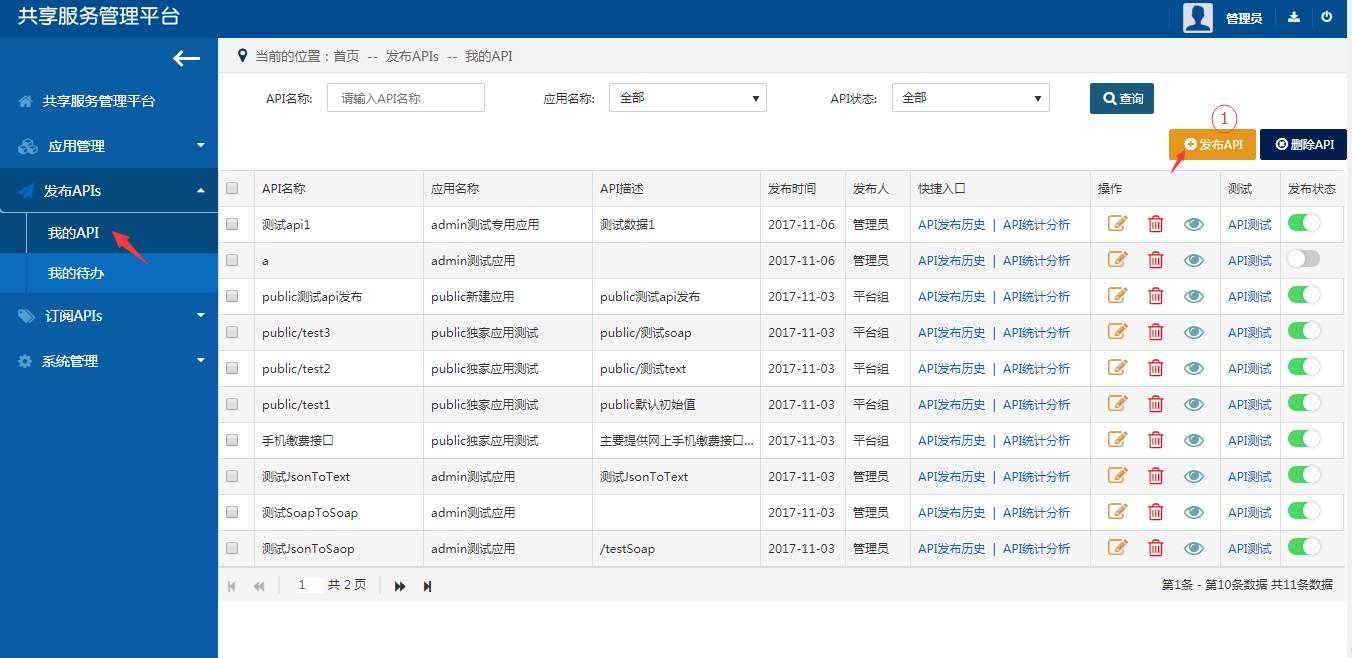 共享服务管理平台
管理员
当前的位置：首页 -- 发布APIs -- 我的API
共享服务管理平台
应用管理
发布APIs
我的API
我的待办
订阅APIs
系统管理
API名称: 请输入API名称 应用名称: 全部 API状态: 全部 查询
1
发布API 删除API
API名称 应用名称 API描述 发布时间 发布人 快捷入口 操作 测试 发布状态
测试api1 admin测试专用应用 测试数据1 2017-11-06 管理员 API发布历史 | API统计分析 API测试
a admin测试应用 2017-11-06 管理员 API发布历史 | API统计分析 API测试
public测试api发布 public新建应用 public测试api发布 2017-11-03 平台组 API发布历史 | API统计分析 API测试
public/test3 public独家应用测试 public/测试soap 2017-11-03 平台组 API发布历史 | API统计分析 API测试
public/test2 public独家应用测试 public/测试text 2017-11-03 平台组 API发布历史 | API统计分析 API测试
public/test1 public独家应用测试 public默认初始值 2017-11-03 平台组 API发布历史 | API统计分析 API测试
手机缴费接口 public独家应用测试 主要提供网上手机缴费接口... 2017-11-03 平台组 API发布历史 | API统计分析 API测试
测试JsonToText admin测试应用 测试JsonToText 2017-11-03 管理员 API发布历史 | API统计分析 API测试
测试SoapToSoap admin测试应用 2017-11-03 管理员 API发布历史 | API统计分析 API测试
测试JsonToSaop admin测试应用 /testSoap 2017-11-03 管理员 API发布历史 | API统计分析 API测试
1 共 2 页 第1条 - 第10条数据 共11条数据